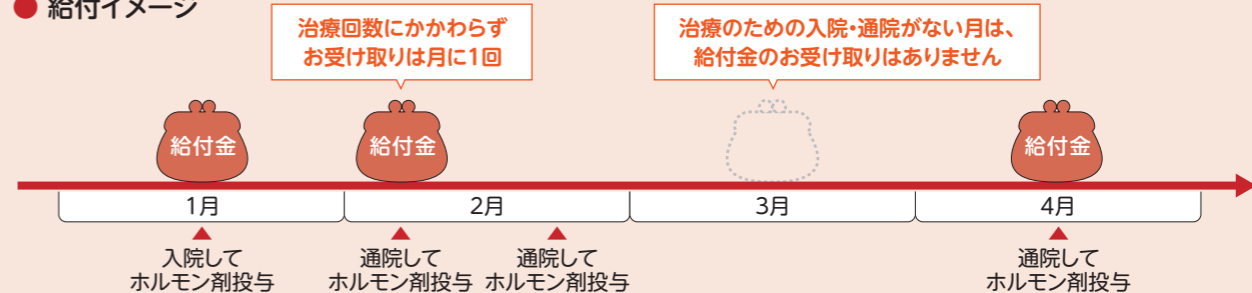 ● 給付イメージ
治療回数にかかわらず
お受け取りは月に1回
治療のための入院・通院がない月は、
給付金のお受け取りはありません
給付金
給付金
給付金
1月
2月
3月
4月
入院して
ホルモン剤投与
通院して
ホルモン剤投与
通院して
ホルモン剤投与
通院して
ホルモン剤投与